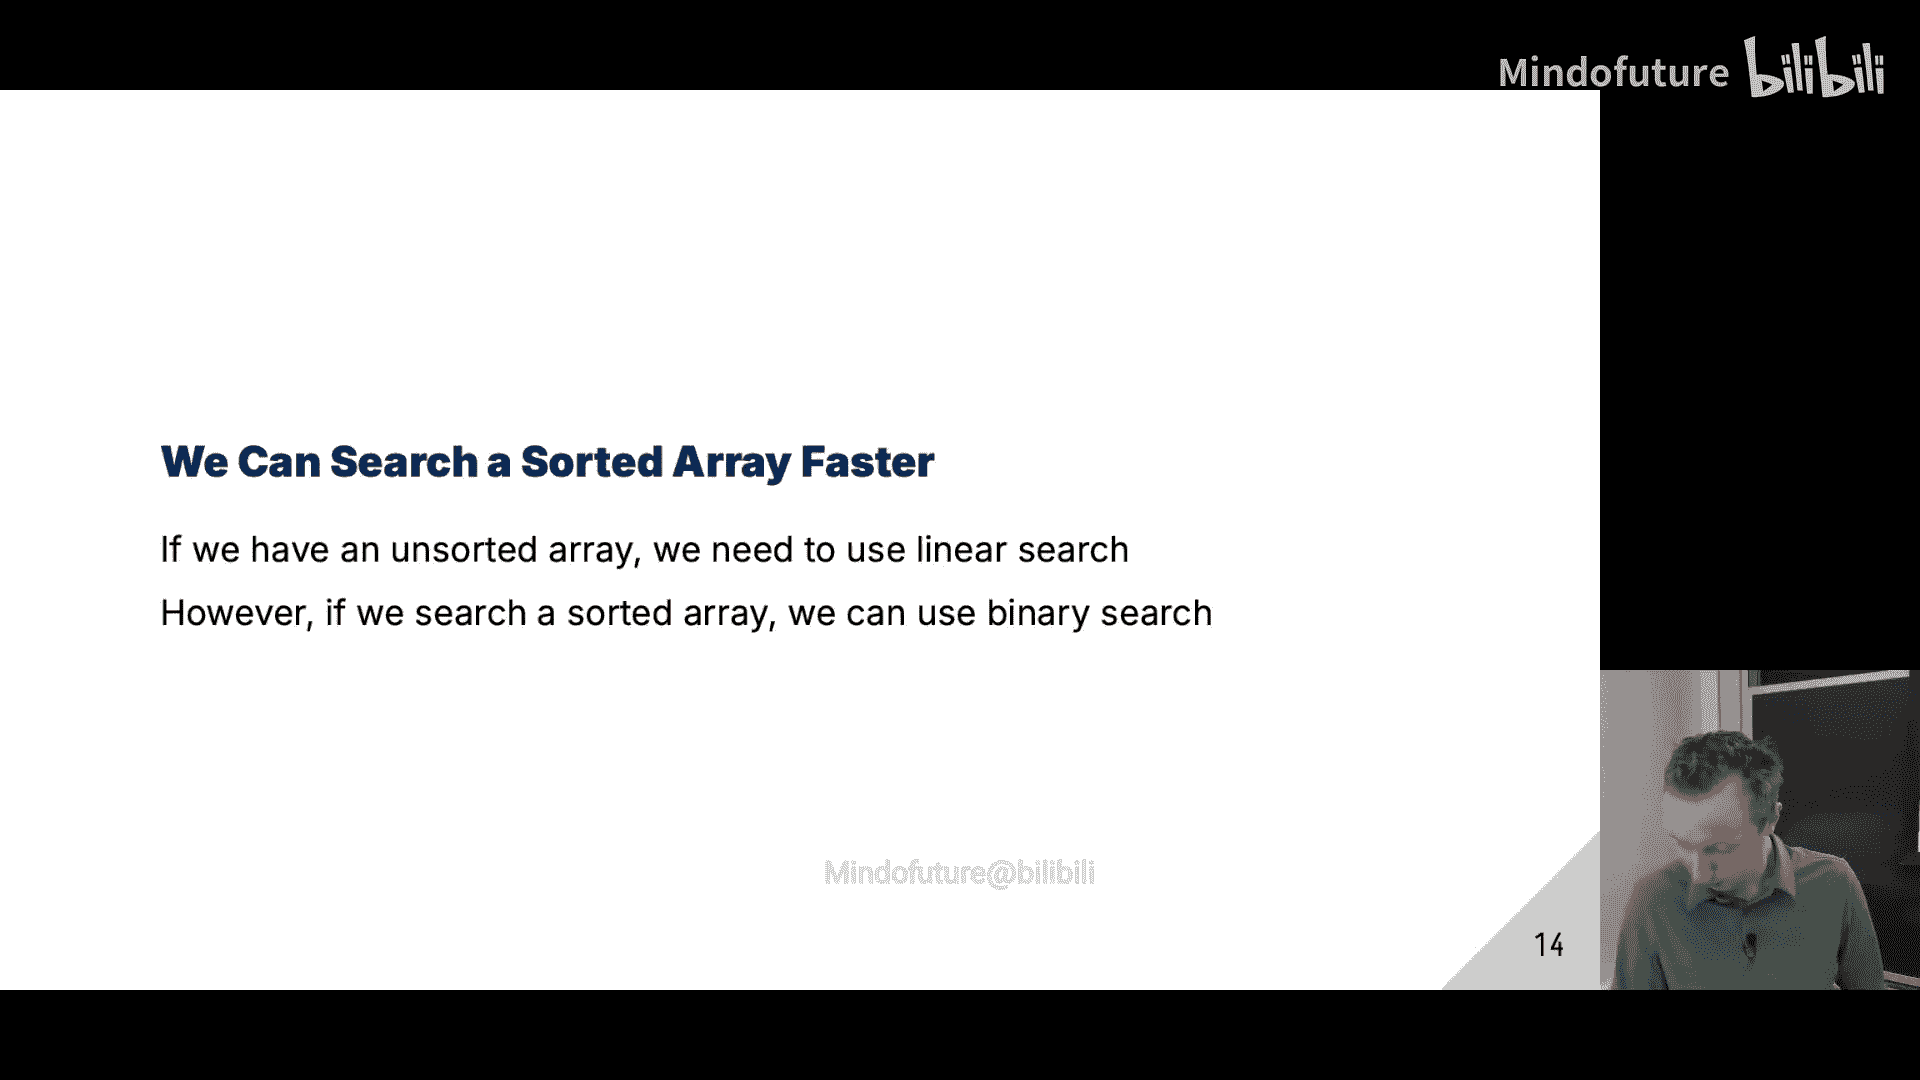 Mindofuture bilibili
We Can Search a Sorted Array Faster
If we have an unsorted array, we need to use linear search
However, if we search a sorted array, we can use binary search
Mindofuture@bilibili
14